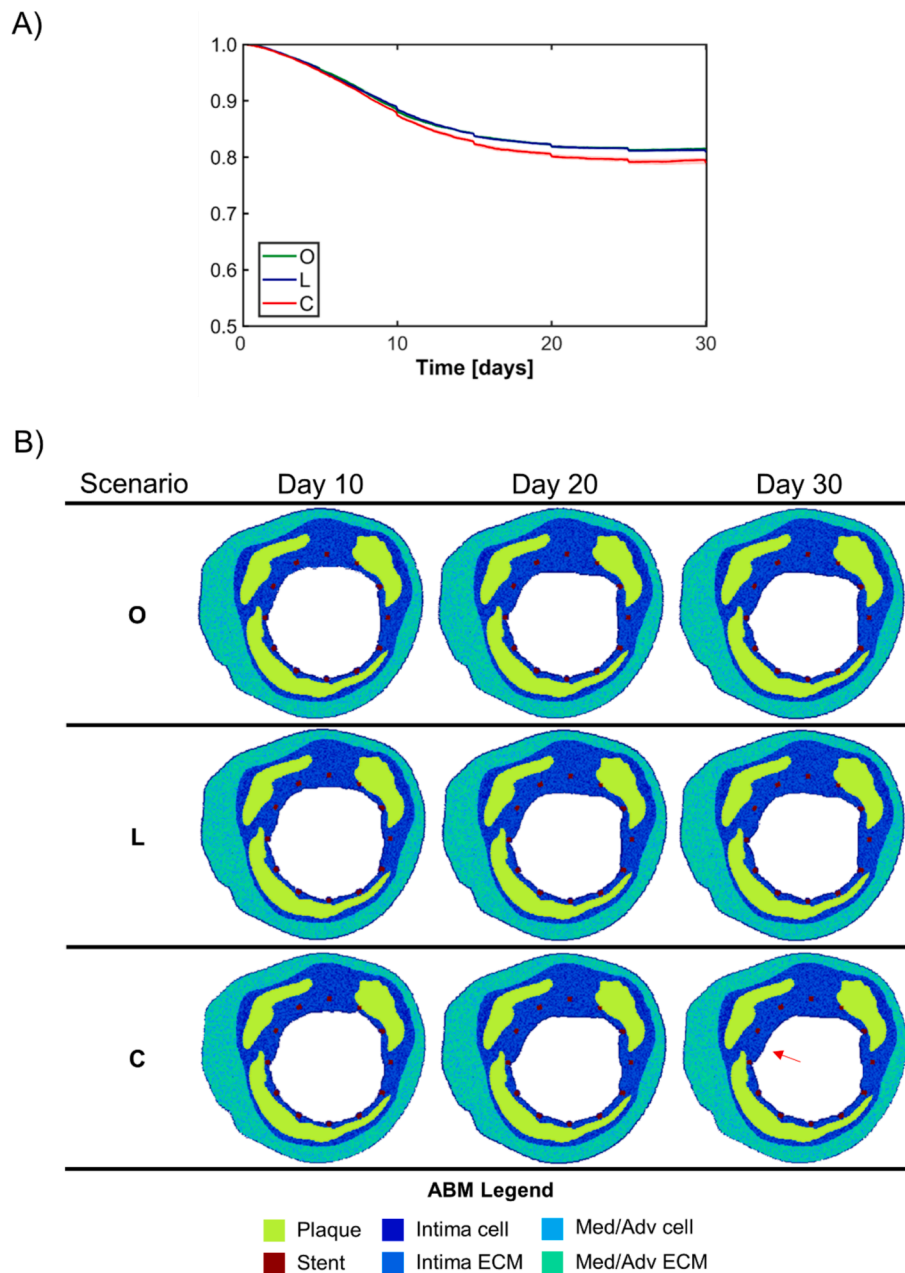 A)
1.0
0.9
0.8
0.7
0.6
0.5
O
L
C
0 10 20 30
Time [days]
B)
Scenario Day 10 Day 20 Day 30
O
L
C
ABM Legend
Plaque Intima cell Med/Adv cell
Stent Intima ECM Med/Adv ECM